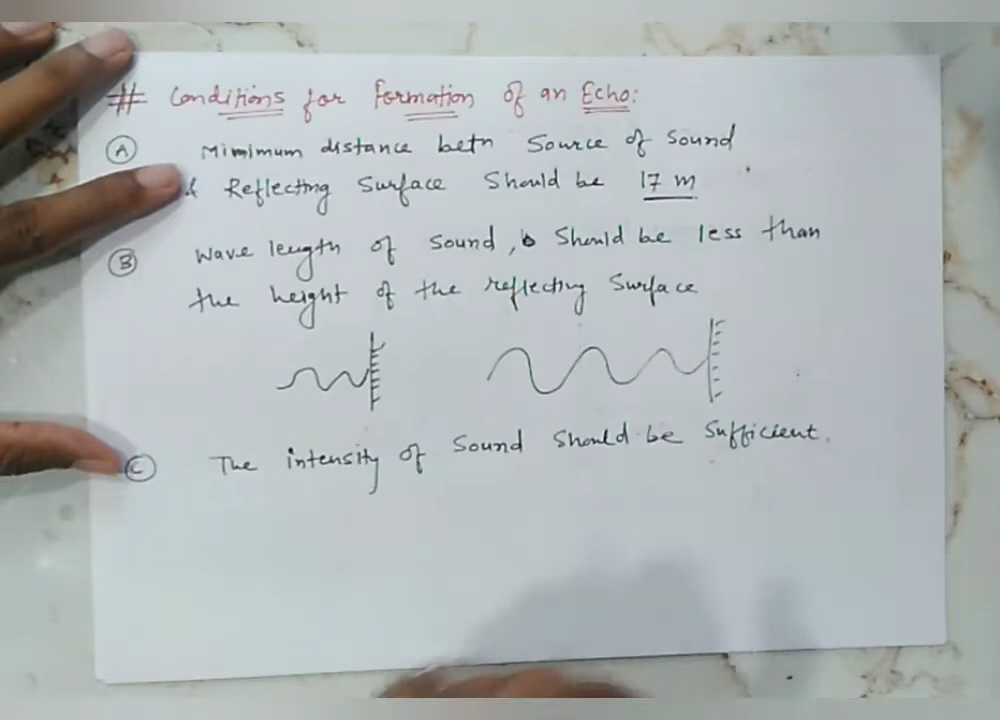 # Conditions for Formation of an Echo:
A Mimimum distance betn Source of Sound
& Reflecting Surface Should be 17 m
B Wave length of Sound, Should be less than
the height of the reflecting Surface
C The intensity of Sound Should be Sufficient.